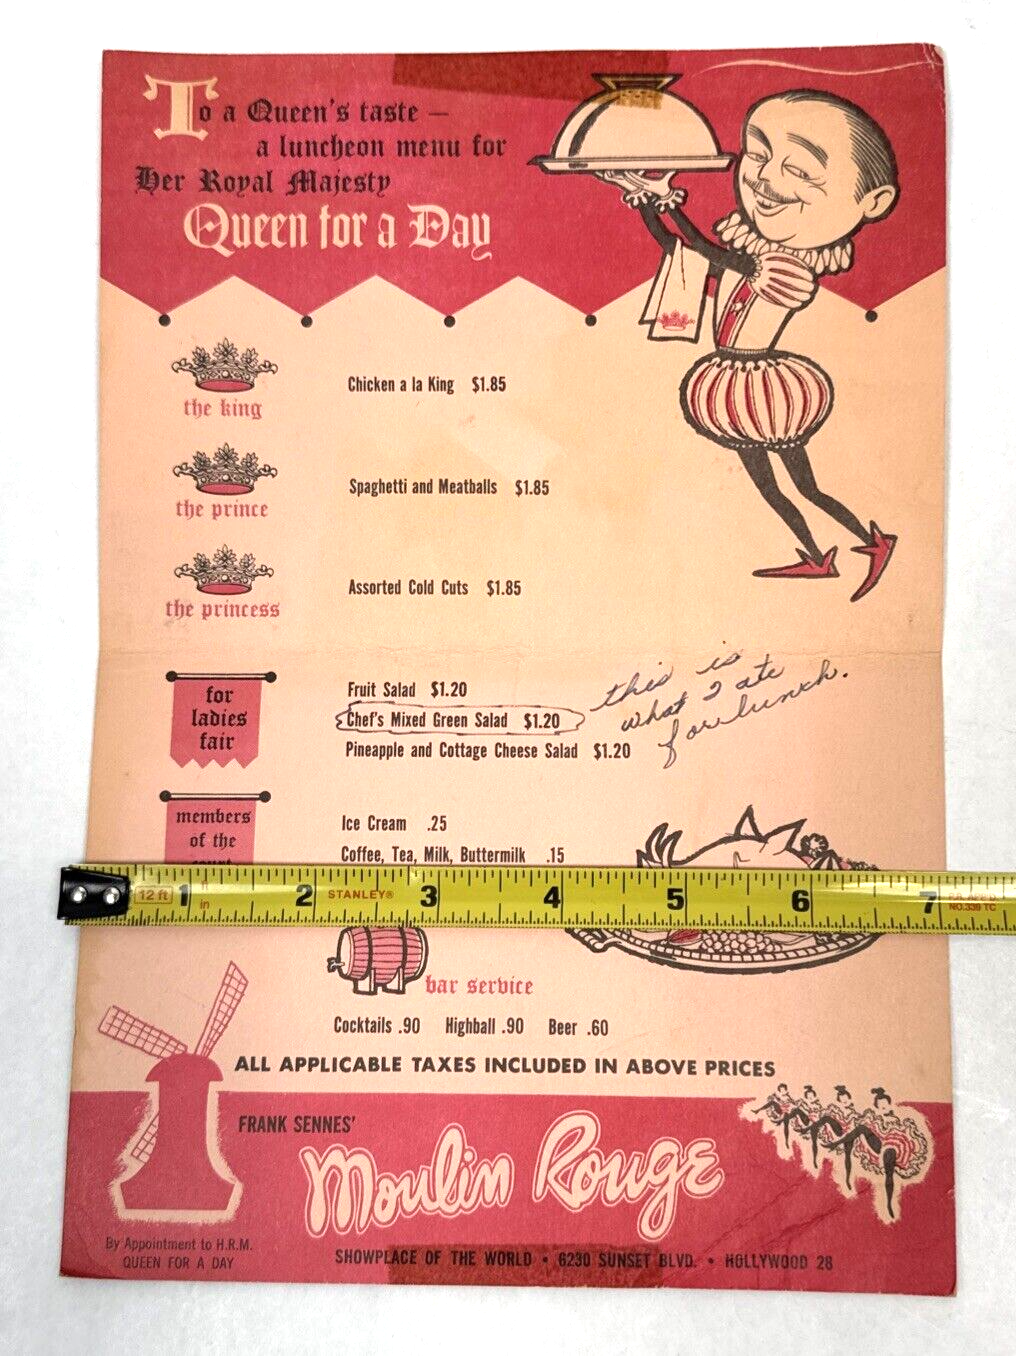 To a Queen's taste —
a luncheon menu for
Her Royal Majesty
Queen for a Day
the king
Chicken a la King $1.85
the prince
Spaghetti and Meatballs $1.85
the princess
Assorted Cold Cuts $1.85
for
ladies
fair
Fruit Salad $1.20
Chef's Mixed Green Salad $1.20
Pineapple and Cottage Cheese Salad $1.20
this is
what I ate
for lunch.
members
of the
court
Ice Cream .25
Coffee, Tea, Milk, Buttermilk .15
12 ft 1 2 STANLEY® 3 4 5 6 7
in
NO.339 TC
bar service
Cocktails .90 Highball .90 Beer .60
ALL APPLICABLE TAXES INCLUDED IN ABOVE PRICES
FRANK SENNES'
Moulin Rouge
By Appointment to H.R.M.
QUEEN FOR A DAY
SHOWPLACE OF THE WORLD • 6230 SUNSET BLVD. • HOLLYWOOD 28